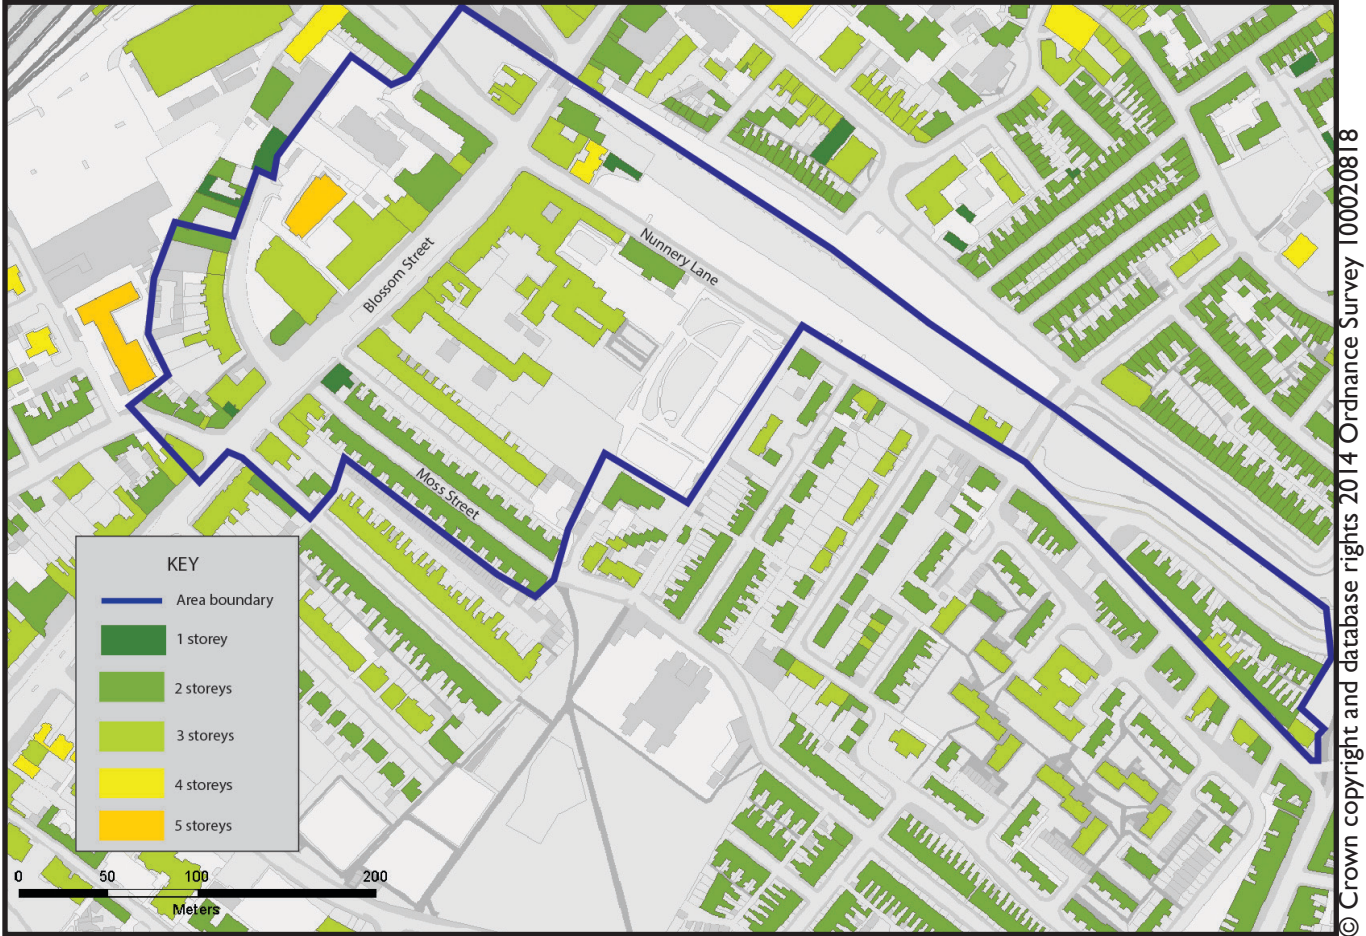 Nunnery Lane
Blossom Street
Moss Street
KEY
Area boundary
1 storey
2 storeys
3 storeys
4 storeys
5 storeys
0 50 100 200
Meters
© Crown copyright and database rights 2014 Ordnance Survey 100020818